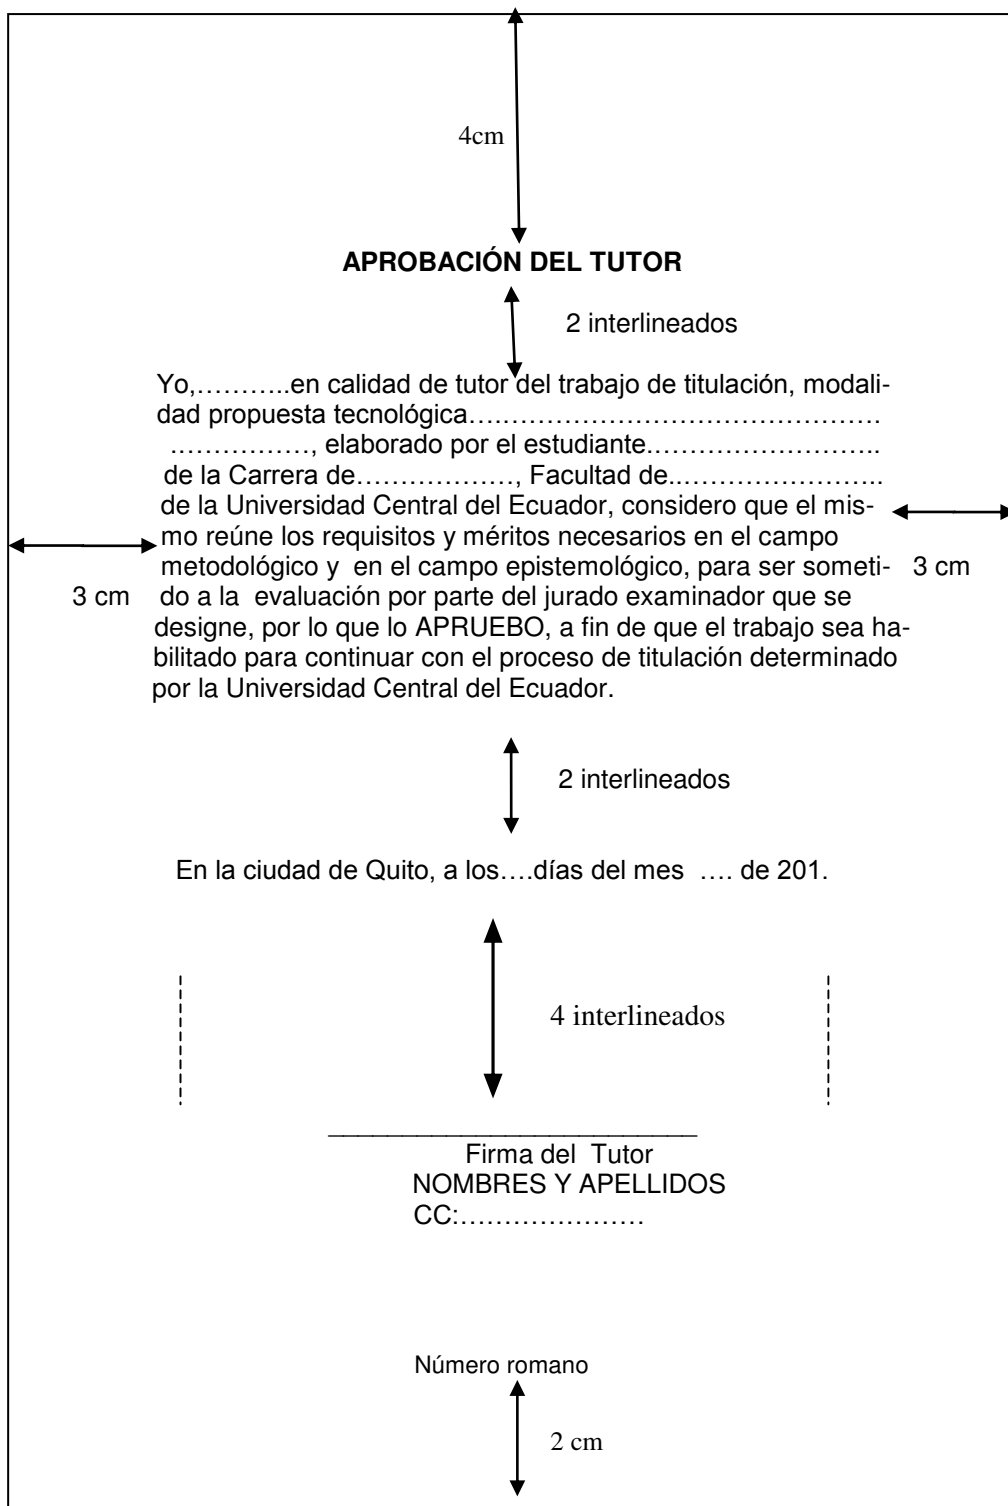 4cm
APROBACIÓN DEL TUTOR
2 interlineados
Yo,………..en calidad de tutor del trabajo de titulación, modali-
dad propuesta tecnológica….…………………………………….
..……………, elaborado por el estudiante.……………………..
de la Carrera de………………, Facultad de..…………………..
de la Universidad Central del Ecuador, considero que el mis-
mo reúne los requisitos y méritos necesarios en el campo
metodológico y  en el campo epistemológico, para ser someti-
3 cm
3 cm
do a la  evaluación por parte del jurado examinador que se
designe, por lo que lo APRUEBO, a fin de que el trabajo sea ha-
bilitado para continuar con el proceso de titulación determinado
por la Universidad Central del Ecuador.
2 interlineados
En la ciudad de Quito, a los….días del mes  …. de 201.
4 interlineados
__________________________
Firma del  Tutor
NOMBRES Y APELLIDOS
CC:…………………
Número romano
2 cm